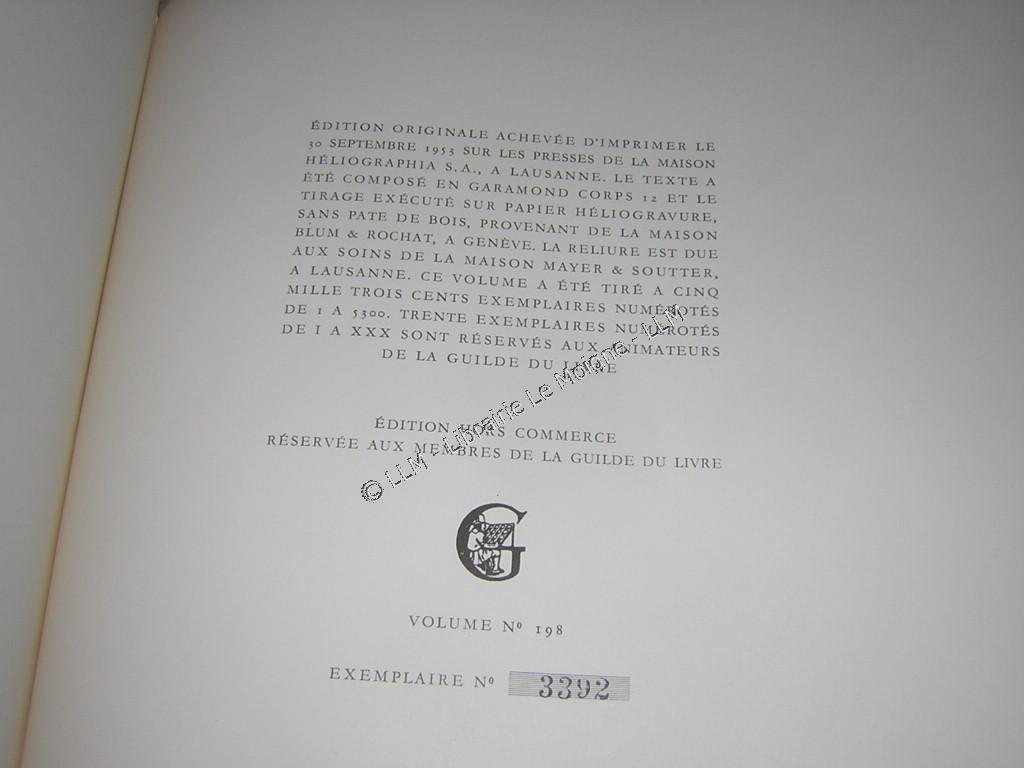 ÉDITION ORIGINALE ACHEVÉE D'IMPRIMER LE
30 SEPTEMBRE 1953 SUR LES PRESSES DE LA MAISON
HÉLIOGRAPHIA S.A., A LAUSANNE. LE TEXTE A
ÉTÉ COMPOSÉ EN GARAMOND CORPS 12 ET LE
TIRAGE EXÉCUTÉ SUR PAPIER HÉLIOGRAVURE,
SANS PATE DE BOIS, PROVENANT DE LA MAISON
BLUM & ROCHAT, A GENÈVE. LA RELIURE EST DUE
AUX SOINS DE LA MAISON MAYER & SOUTTER,
A LAUSANNE. CE VOLUME A ÉTÉ TIRÉ A CINQ
MILLE TROIS CENTS EXEMPLAIRES NUMÉROTÉS
DE 1 A 5300. TRENTE EXEMPLAIRES NUMÉROTÉS
DE I A XXX SONT RÉSERVÉS AUX ANIMATEURS
DE LA GUILDE DU LIVRE
ÉDITION HORS COMMERCE
RÉSERVÉE AUX MEMBRES DE LA GUILDE DU LIVRE
© LLM - Librairie Le Moigne - LLM
G
VOLUME Nº 198
EXEMPLAIRE Nº 3392